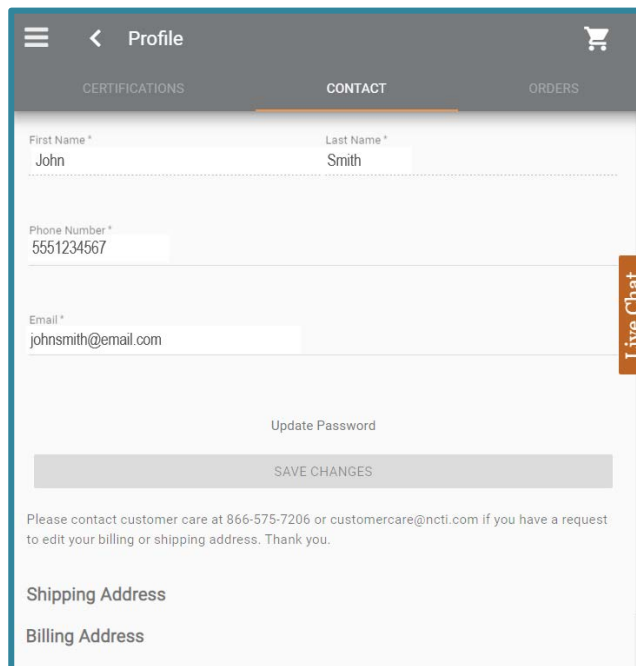 Profile
CERTIFICATIONS CONTACT ORDERS
First Name * Last Name *
John Smith
Phone Number *
5551234567
Email *
johnsmith@email.com
Live Chat
Update Password
SAVE CHANGES
Please contact customer care at 866-575-7206 or customercare@ncti.com if you have a request
to edit your billing or shipping address. Thank you.
Shipping Address
Billing Address